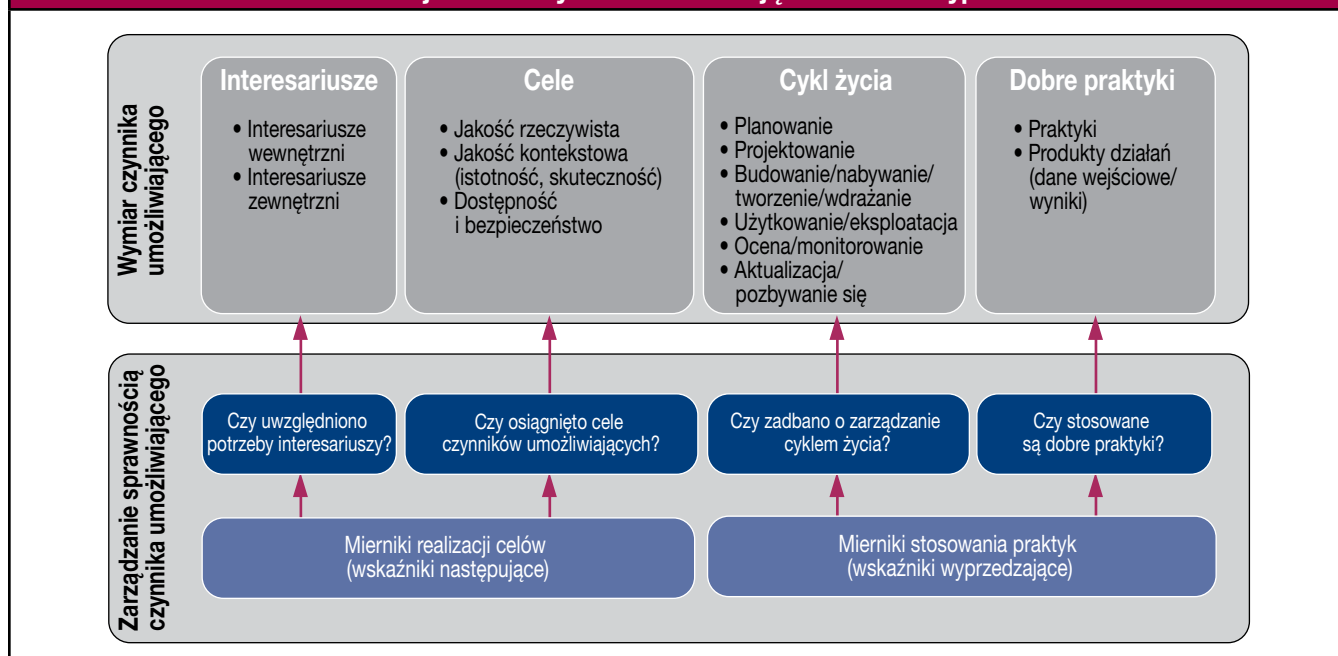 Wymiar czynnika
umożliwiającego
Interesariusze
• Interesariusze
wewnętrzni
• Interesariusze
zewnętrzni
Cele
• Jakość rzeczywista
• Jakość kontekstowa
(istotność, skuteczność)
• Dostępność
i bezpieczeństwo
Cykl życia
• Planowanie
• Projektowanie
• Budowanie/nabywanie/
tworzenie/wdrażanie
• Użytkowanie/eksploatacja
• Ocena/monitorowanie
• Aktualizacja/
pozbywanie się
Dobre praktyki
• Praktyki
• Produkty działań
(dane wejściowe/
wyniki)
Zarządzanie sprawnością
czynnika umożliwiającego
Czy uwzględniono
potrzeby interesariuszy?
Czy osiągnięto cele
czynników umożliwiających?
Czy zadbano o zarządzanie
cyklem życia?
Czy stosowane
są dobre praktyki?
Mierniki realizacji celów
(wskaźniki następujące)
Mierniki stosowania praktyk
(wskaźniki wyprzedzające)